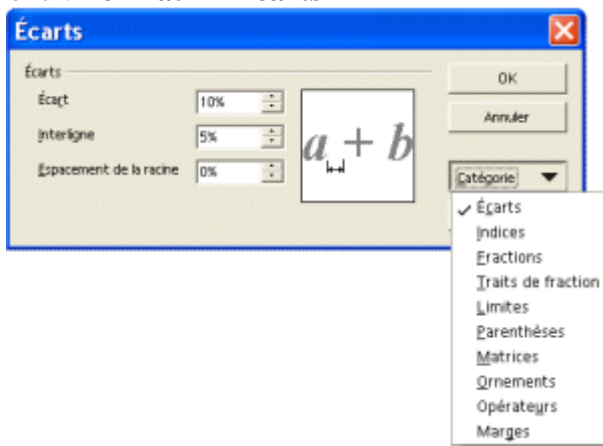 Écarts
Écarts
Écart 10%
Interligne 5%
Espacement de la racine 0%
a + b
OK
Annuler
Catégorie
✓ Écarts
Indices
Fractions
Traits de fraction
Limites
Parenthèses
Matrices
Ornements
Opérateurs
Marges